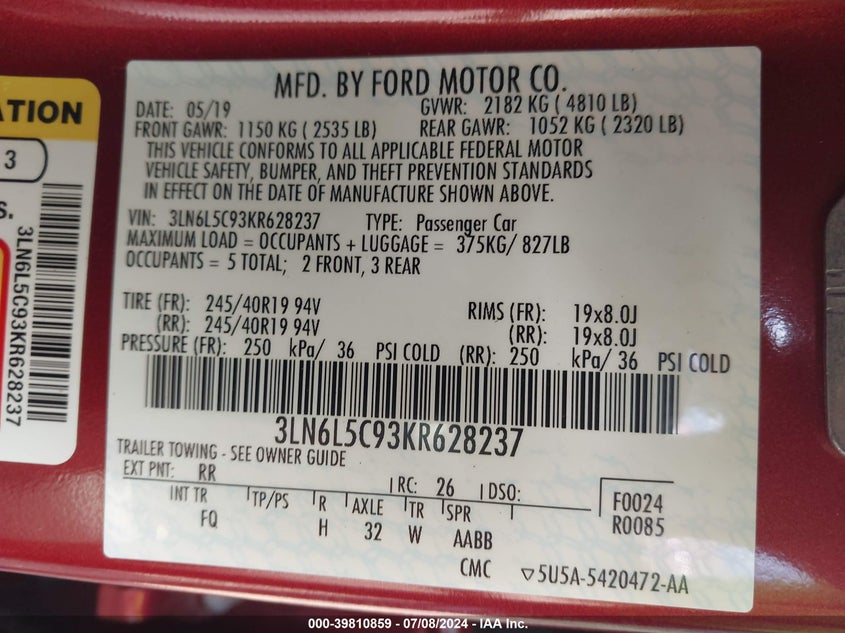 MFD. BY FORD MOTOR CO.
DATE: 05/19 GVWR: 2182 KG ( 4810 LB)
FRONT GAWR: 1150 KG ( 2535 LB) REAR GAWR: 1052 KG ( 2320 LB)
THIS VEHICLE CONFORMS TO ALL APPLICABLE FEDERAL MOTOR
VEHICLE SAFETY, BUMPER, AND THEFT PREVENTION STANDARDS
IN EFFECT ON THE DATE OF MANUFACTURE SHOWN ABOVE.
VIN: 3LN6L5C93KR628237 TYPE: Passenger Car
MAXIMUM LOAD = OCCUPANTS + LUGGAGE = 375KG/ 827LB
OCCUPANTS = 5 TOTAL; 2 FRONT, 3 REAR
TIRE (FR): 245/40R19 94V RIMS (FR): 19x8.0J
(RR): 245/40R19 94V (RR): 19x8.0J
PRESSURE (FR): 250 kPa/ 36 PSI COLD (RR): 250 kPa/ 36 PSI COLD
3LN6L5C93KR628237
TRAILER TOWING - SEE OWNER GUIDE
EXT PNT: RR RC: 26 DSO:
INT TR TP/PS R AXLE TR SPR
FQ H 32 W AABB
F0024
R0085
CMC ▽5U5A-5420472-AA
ATION
3
S.
3LN6L5C93KR628237
000-39810859 - 07/08/2024 - IAA Inc.